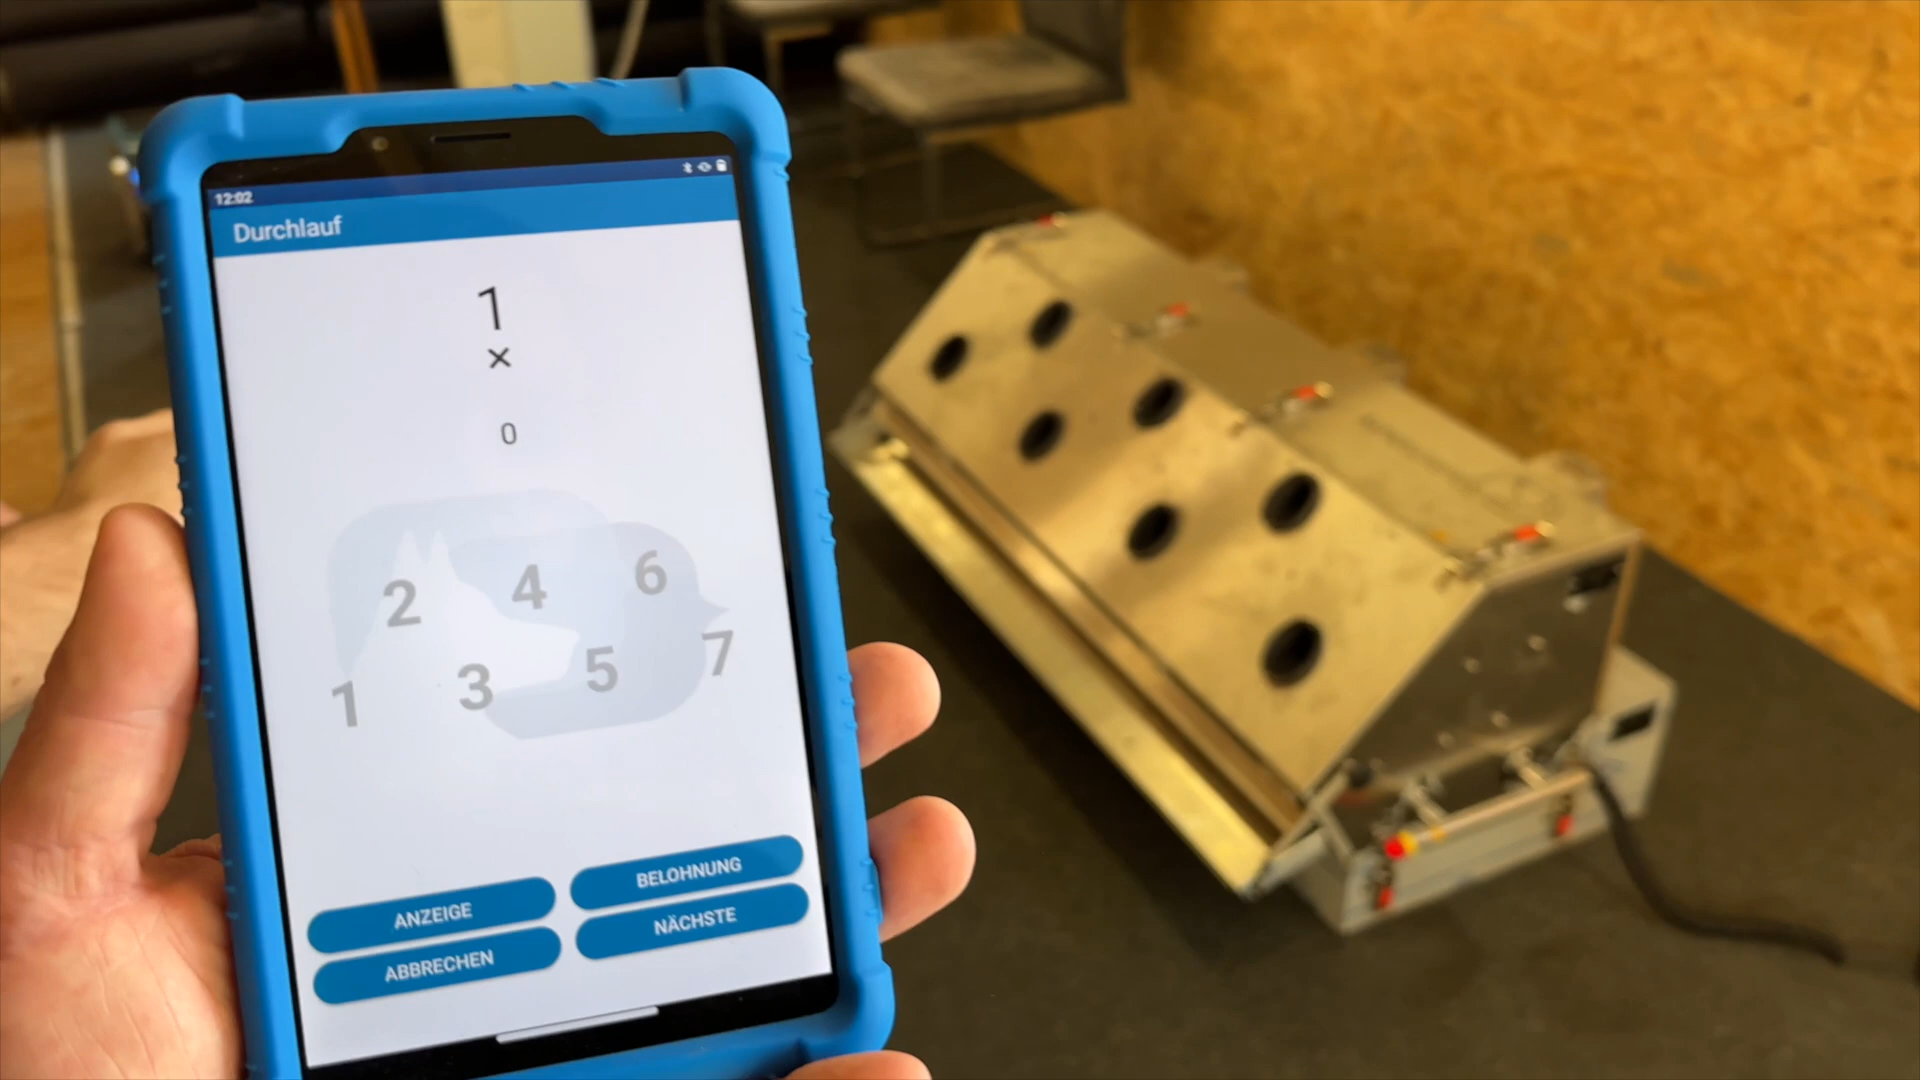 12:02
Durchlauf
1
×
0
2 4 6
1 3 5 7
ANZEIGE BELOHNUNG
ABBRECHEN NÄCHSTE